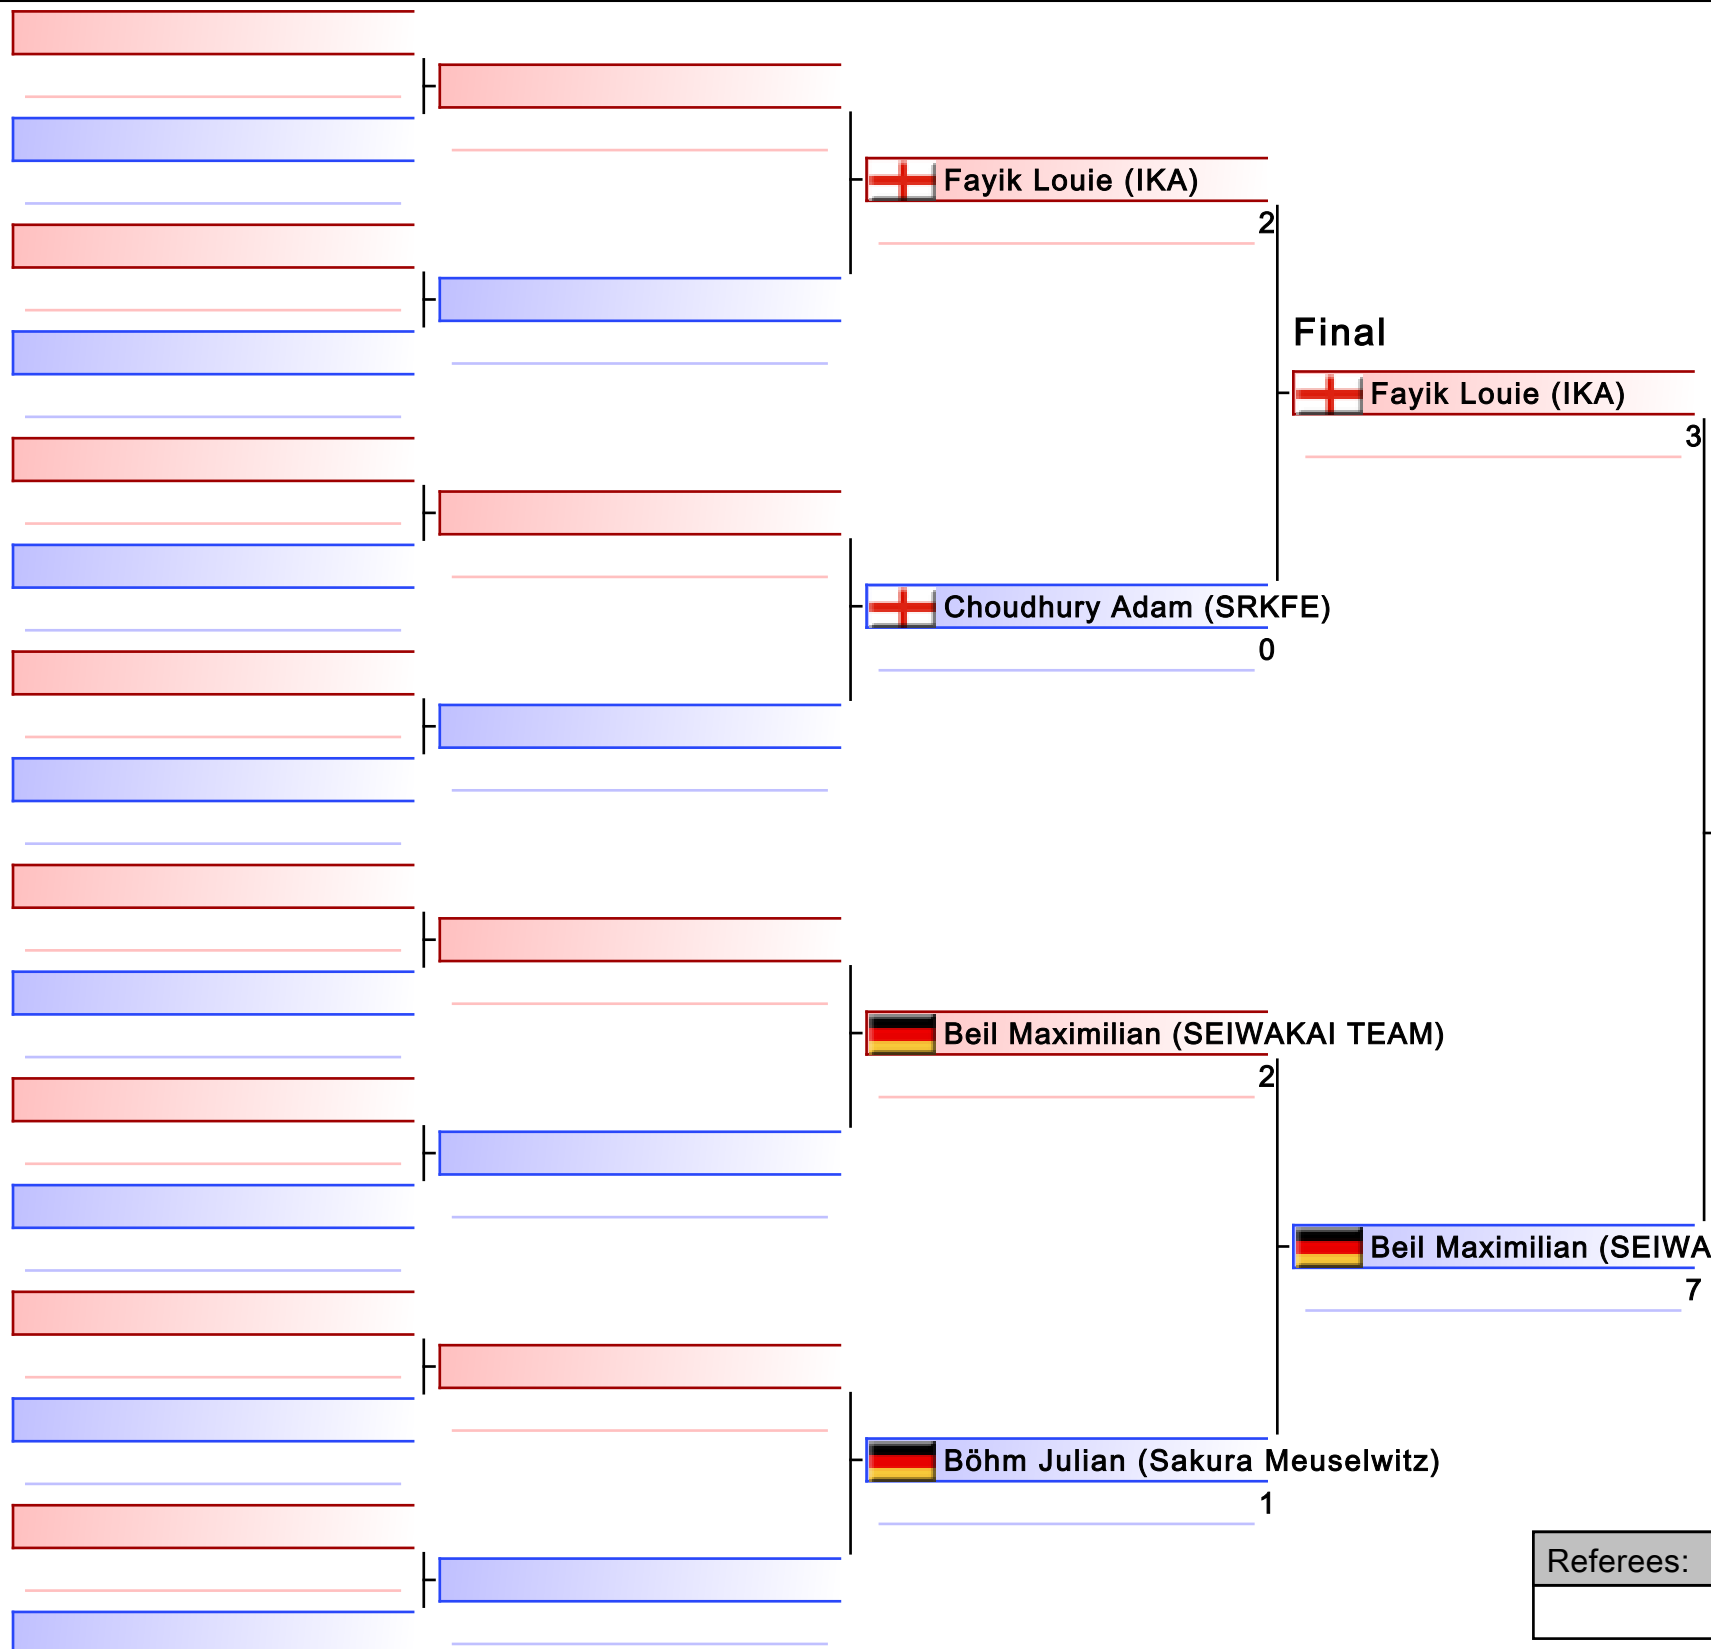 Fayik Louie (IKA)
2
Final
Fayik Louie (IKA)
3
Choudhury Adam (SRKFE)
0
Beil Maximilian (SEIWAKAI TEAM)
2
Beil Maximilian (SEIWA
7
Böhm Julian (Sakura Meuselwitz)
1
Referees: